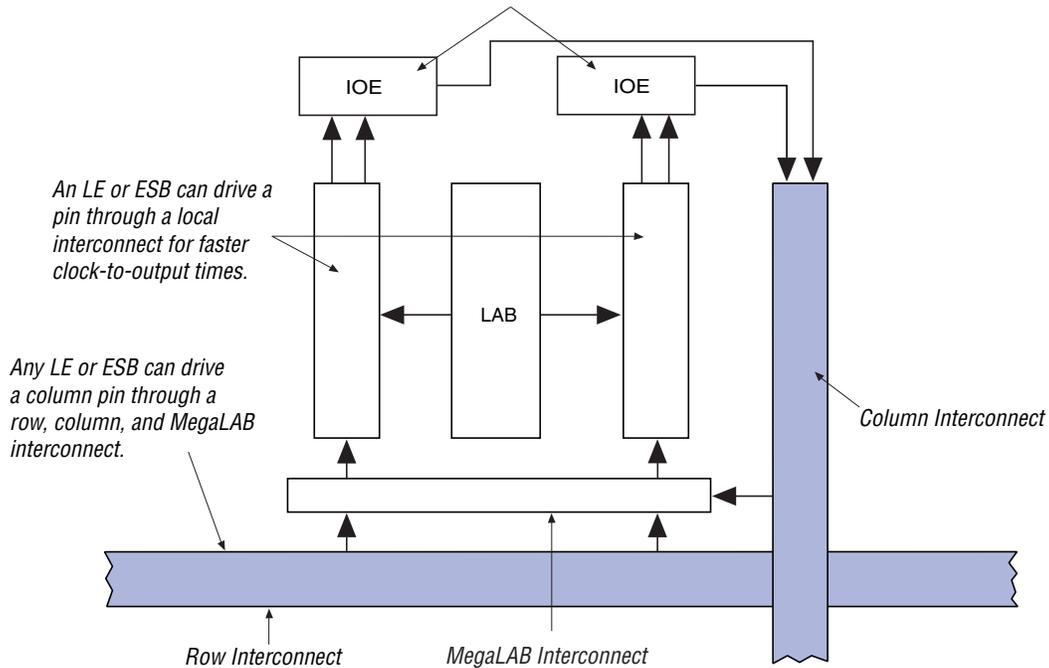 IOE
IOE
An LE or ESB can drive a
pin through a local
interconnect for faster
clock-to-output times.
LAB
Any LE or ESB can drive
a column pin through a
row, column, and MegaLAB
interconnect.
Column Interconnect
Row Interconnect
MegaLAB Interconnect